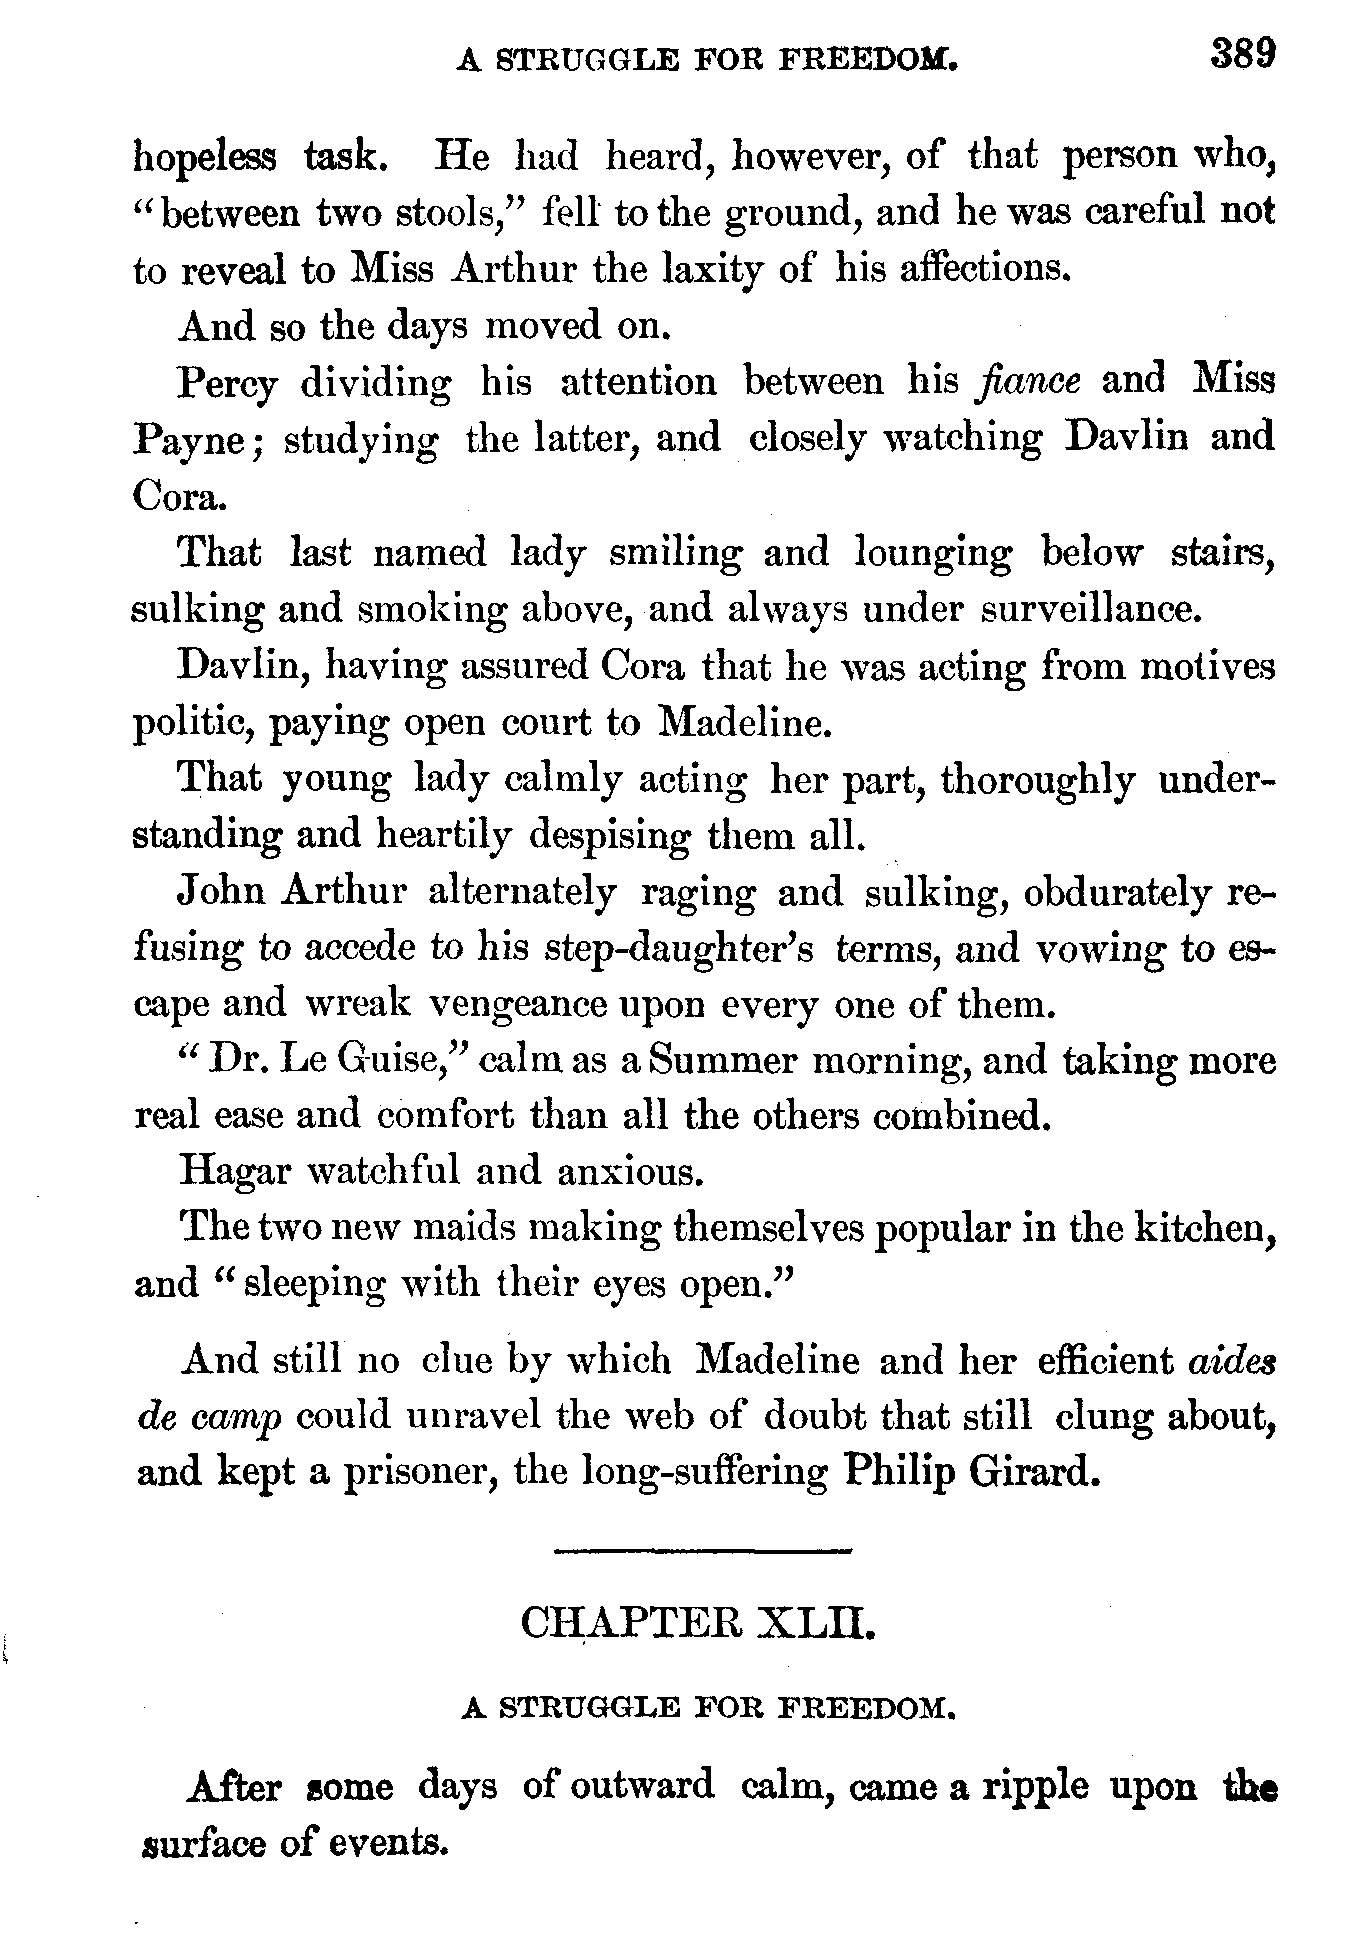 A STRUGGLE FOR FREEDOM. 389
hopeless task. He had heard, however, of that person who,
"between two stools," fell to the ground, and he was careful not
to reveal to Miss Arthur the laxity of his affections.
And so the days moved on.
Percy dividing his attention between his fiance and Miss
Payne; studying the latter, and closely watching Davlin and
Cora.
That last named lady smiling and lounging below stairs,
sulking and smoking above, and always under surveillance.
Davlin, having assured Cora that he was acting from motives
politic, paying open court to Madeline.
That young lady calmly acting her part, thoroughly under-
standing and heartily despising them all.
John Arthur alternately raging and sulking, obdurately re-
fusing to accede to his step-daughter's terms, and vowing to es-
cape and wreak vengeance upon every one of them.
"Dr. Le Guise," calm as a Summer morning, and taking more
real ease and comfort than all the others combined.
Hagar watchful and anxious.
The two new maids making themselves popular in the kitchen,
and "sleeping with their eyes open."
And still no clue by which Madeline and her efficient aides
de camp could unravel the web of doubt that still clung about,
and kept a prisoner, the long-suffering Philip Girard.
CHAPTER XLII.
A STRUGGLE FOR FREEDOM.
After some days of outward calm, came a ripple upon the
surface of events.